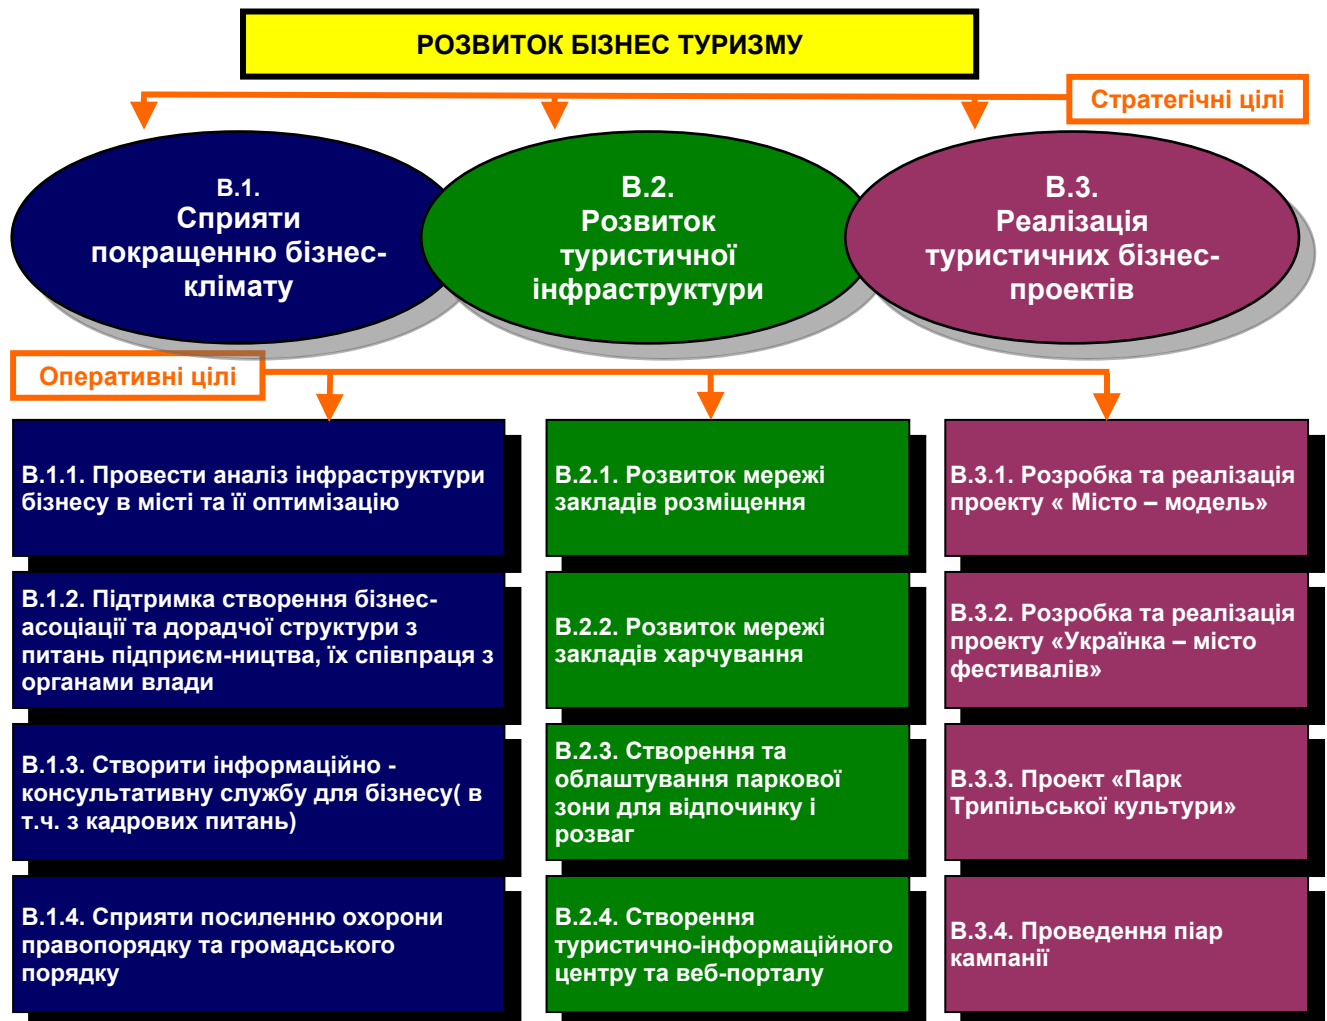 РОЗВИТОК БІЗНЕС ТУРИЗМУ
Стратегічні цілі
В.1.
Сприяти
покращенню бізнес-
клімату
В.2.
Розвиток
туристичної
інфраструктури
В.3.
Реалізація
туристичних бізнес-
проектів
Оперативні цілі
В.1.1. Провести аналіз інфраструктури
бізнесу в місті та її оптимізацію
В.1.2. Підтримка створення бізнес-
асоціації та дорадчої структури з
питань підприєм-ництва, їх співпраця з
органами влади
В.1.3. Створити інформаційно -
консультативну службу для бізнесу( в
т.ч. з кадрових питань)
В.1.4. Сприяти посиленню охорони
правопорядку та громадського
порядку
В.2.1. Розвиток мережі
закладів розміщення
В.2.2. Розвиток мережі
закладів харчування
В.2.3. Створення та
облаштування паркової
зони для відпочинку і
розваг
В.2.4. Створення
туристично-інформаційного
центру та веб-порталу
В.3.1. Розробка та реалізація
проекту « Місто – модель»
В.3.2. Розробка та реалізація
проекту «Українка – місто
фестивалів»
В.3.3. Проект «Парк
Трипільської культури»
В.3.4. Проведення піар
кампанії